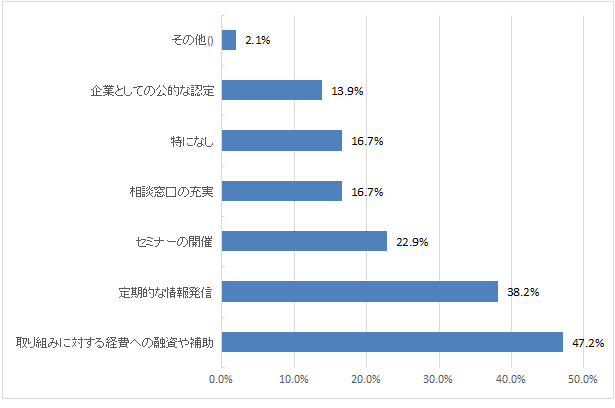 その他() 2.1%
企業としての公的な認定 13.9%
特になし 16.7%
相談窓口の充実 16.7%
セミナーの開催 22.9%
定期的な情報発信 38.2%
取り組みに対する経費への融資や補助 47.2%
0.0% 10.0% 20.0% 30.0% 40.0% 50.0%